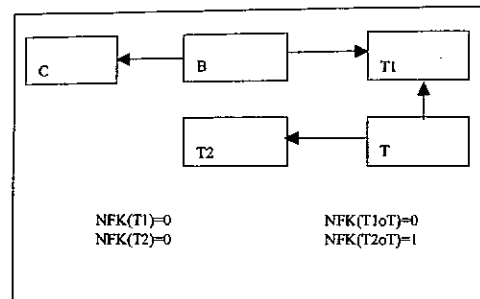 C B T1
T2 T
NFK(T1)=0 NFK(T1oT)=0
NFK(T2)=0 NFK(T2oT)=1